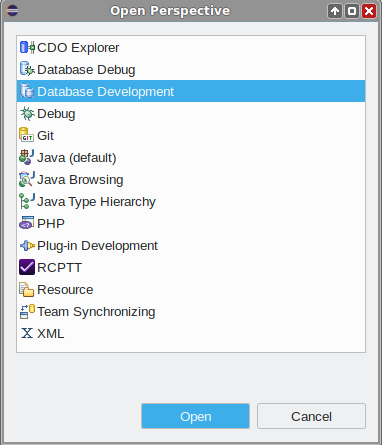 Open Perspective
CDO Explorer
Database Debug
Database Development
Debug
Git
Java (default)
Java Browsing
Java Type Hierarchy
PHP
Plug-in Development
RCPTT
Resource
Team Synchronizing
XML
Open
Cancel